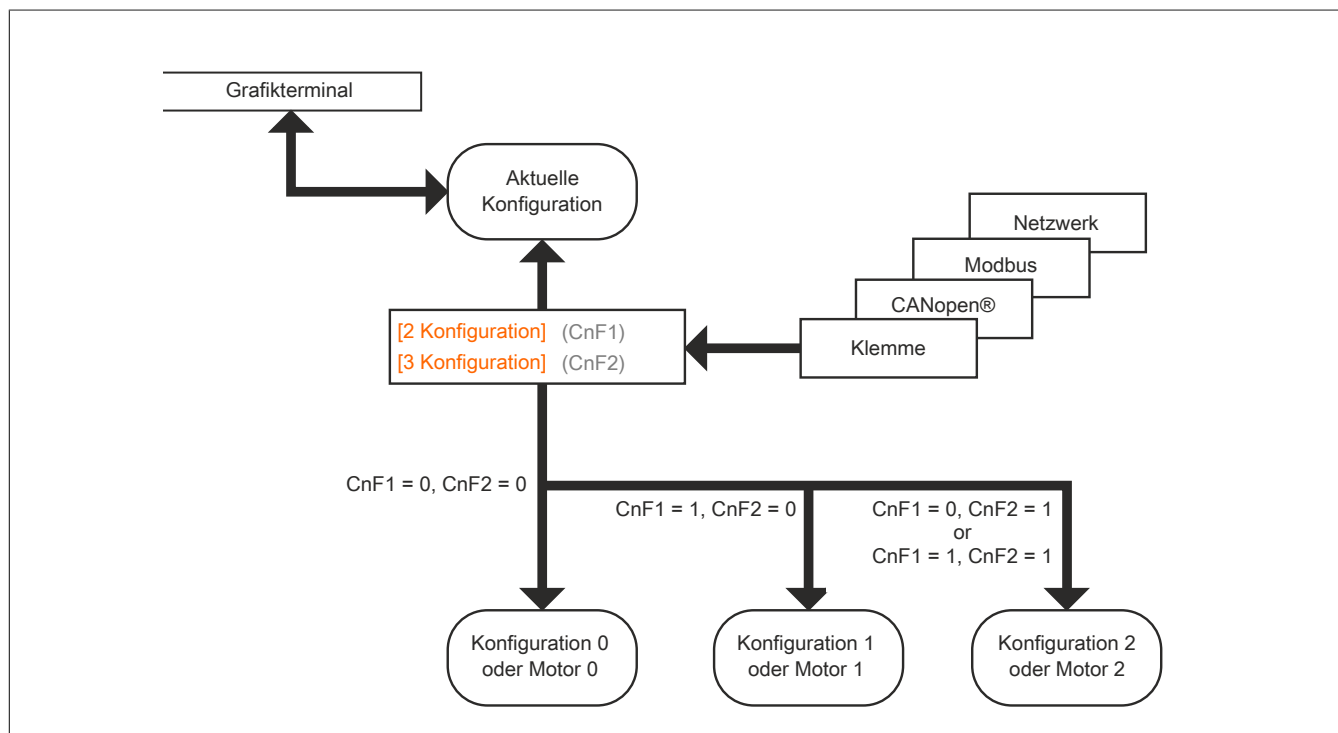 Grafikterminal
Aktuelle
Konfiguration
Netzwerk
Modbus
CANopen®
Klemme
[2 Konfiguration] (CnF1)
[3 Konfiguration] (CnF2)
CnF1 = 0, CnF2 = 0
CnF1 = 1, CnF2 = 0
CnF1 = 0, CnF2 = 1
or
CnF1 = 1, CnF2 = 1
Konfiguration 0
oder Motor 0
Konfiguration 1
oder Motor 1
Konfiguration 2
oder Motor 2